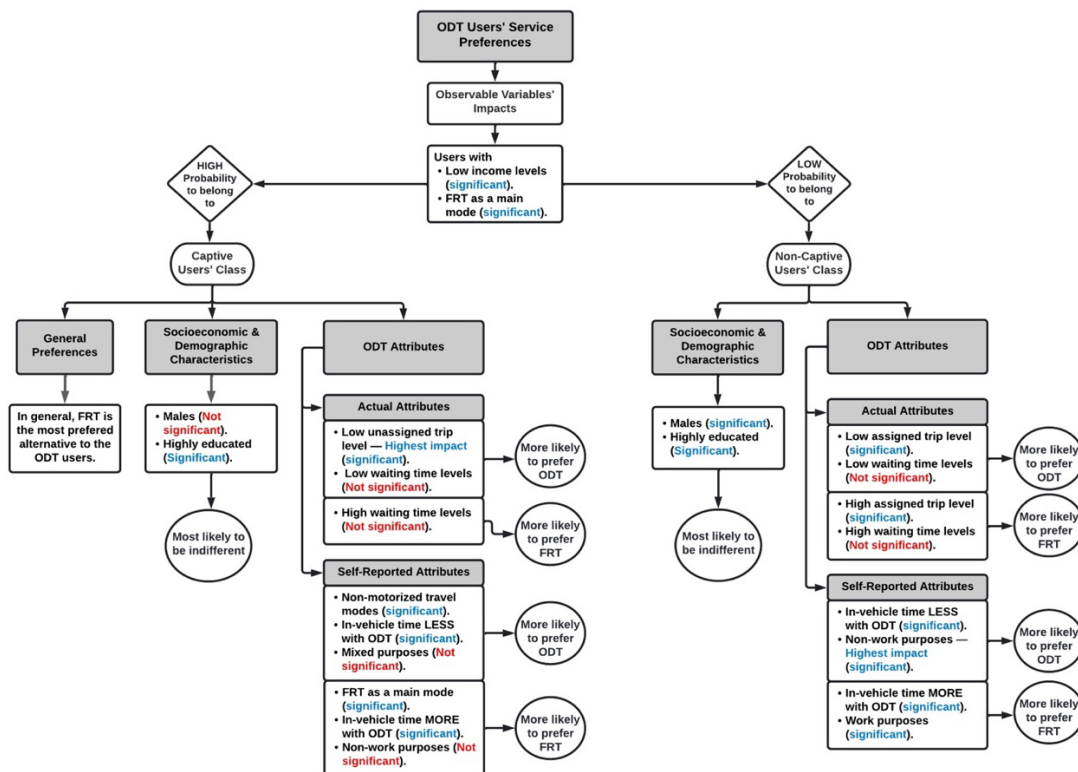 ODT Users' Service
Preferences
Observable Variables'
Impacts
Users with
• Low income levels
(significant).
• FRT as a main
mode (significant).
HIGH
Probability
to belong
to
LOW
Probability
to belong
to
Captive
Users' Class
Non-Captive
Users' Class
General
Preferences
Socioeconomic &
Demographic
Characteristics
ODT Attributes
In general, FRT is
the most prefered
alternative to the
ODT users.
• Males (Not
significant).
• Highly educated
(Significant).
Most likely to
be indifferent
Actual Attributes
• Low unassigned trip
level — Highest impact
(significant).
• Low waiting time levels
(Not significant).
More likely
to prefer
ODT
• High waiting time levels
(Not significant).
More likely
to prefer
FRT
Self-Reported Attributes
• Non-motorized travel
modes (significant).
• In-vehicle time LESS
with ODT (significant).
• Mixed purposes (Not
significant).
More likely
to prefer
ODT
• FRT as a main mode
(significant).
• In-vehicle time MORE
with ODT (significant).
• Non-work purposes (Not
significant).
More likely
to prefer
FRT
Socioeconomic &
Demographic
Characteristics
ODT Attributes
• Males (significant).
• Highly educated
(Significant).
Most likely to
be indifferent
Actual Attributes
• Low assigned trip level
(significant).
• Low waiting time levels
(Not significant).
More likely
to prefer
ODT
• High assigned trip level
(significant).
• High waiting time levels
(Not significant).
More likely
to prefer
FRT
Self-Reported Attributes
• In-vehicle time LESS
with ODT (significant).
• Non-work purposes —
Highest impact
(significant).
More likely
to prefer
ODT
• In-vehicle time MORE
with ODT (significant).
• Work purposes
(significant).
More likely
to prefer
FRT